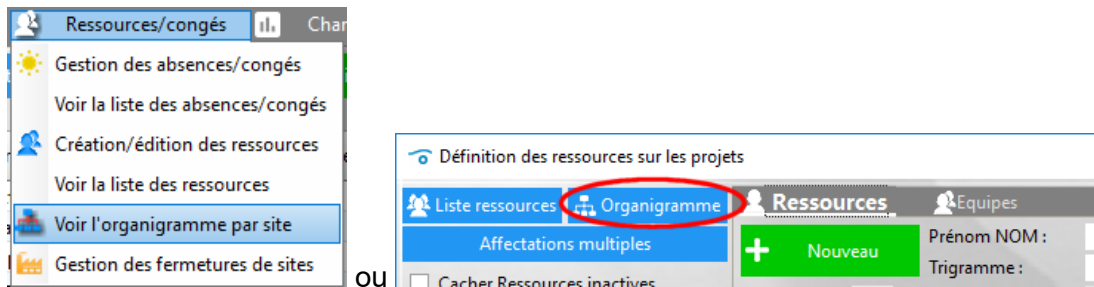 Ressources/congés Char
Gestion des absences/congés
Voir la liste des absences/congés
Création/édition des ressources
Voir la liste des ressources
Voir l'organigramme par site
Gestion des fermetures de sites
ou
Définition des ressources sur les projets
Liste ressources Organigramme Ressources Equipes
Affectations multiples
Nouveau
Prénom NOM :
Trigramme :
Cacher Ressources inactives